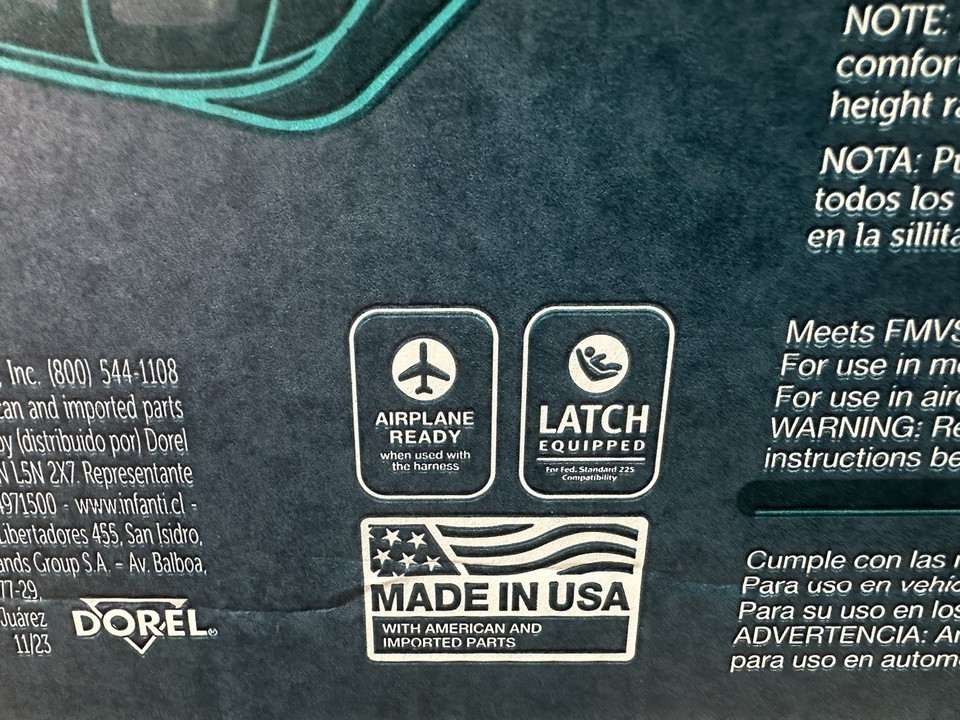 NOTE:
comfort
height ra
NOTA: Pu
todos los
en la sillita
, Inc. (800) 544-1108
can and imported parts
by (distribuido por) Dorel
N L5N 2X7. Representante
4971500 - www.infanti.cl -
Libertadores 455, San Isidro,
ands Group S.A. – Av. Balboa,
77-29,
Juárez
11/23
DOREL®
AIRPLANE
READY
when used with
the harness
LATCH
EQUIPPED
For Fed. Standard 225
Compatibility
MADE IN USA
WITH AMERICAN AND
IMPORTED PARTS
Meets FMVS
For use in mo
For use in airc
WARNING: Re
instructions be
Cumple con las n
Para uso en vehíc
Para su uso en los
ADVERTENCIA: An
para uso en automo